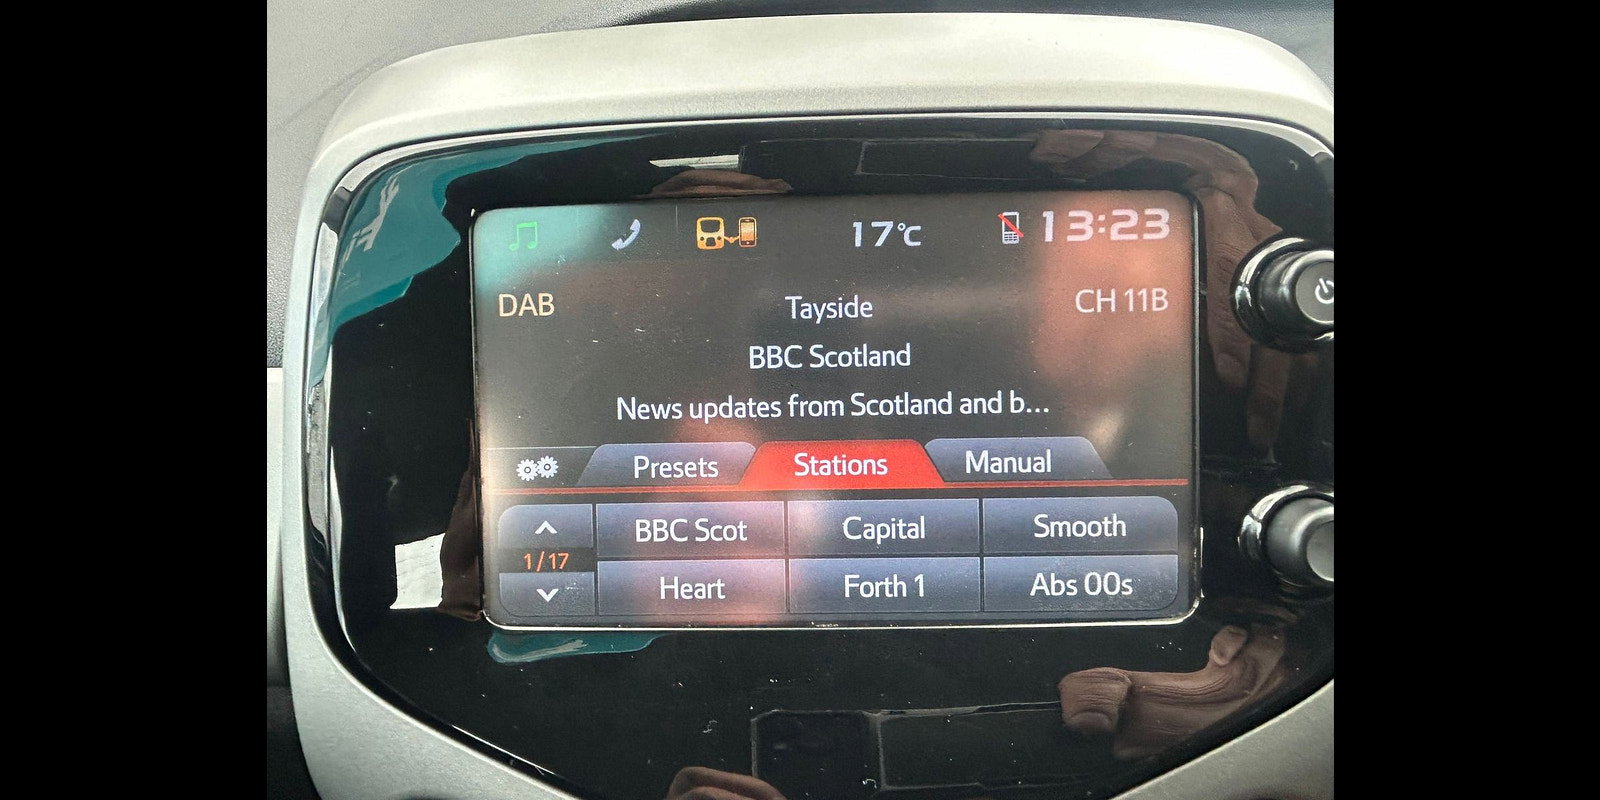 17°C 13:23
DAB Tayside CH 11B
BBC Scotland
News updates from Scotland and b...
Presets Stations Manual
BBC Scot Capital Smooth
1/17
Heart Forth 1 Abs 00s